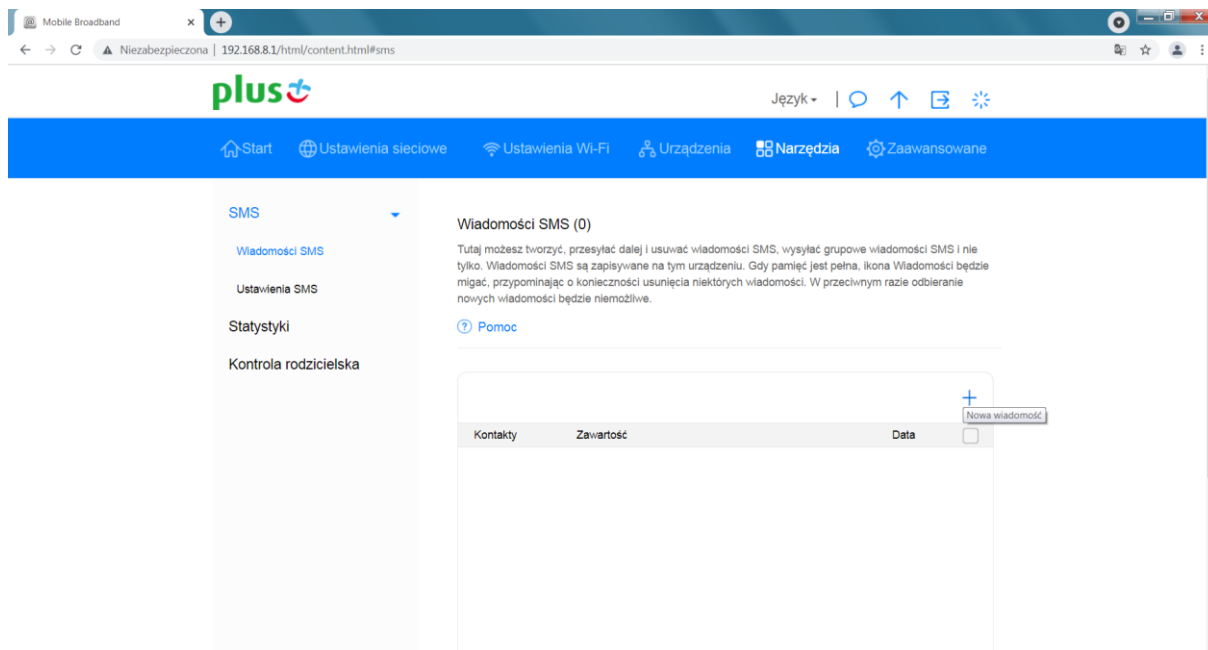 Mobile Broadband
Niezabezpieczona | 192.168.8.1/html/content.html#sms
plus
Język
Start
Ustawienia sieciowe
Ustawienia Wi-Fi
Urządzenia
Narzędzia
Zaawansowane
SMS
Wiadomości SMS
Ustawienia SMS
Statystyki
Kontrola rodzicielska
Wiadomości SMS (0)
Tutaj możesz tworzyć, przesyłać dalej i usuwać wiadomości SMS, wysyłać grupowe wiadomości SMS i nie
tylko. Wiadomości SMS są zapisywane na tym urządzeniu. Gdy pamięć jest pełna, ikona Wiadomości będzie
migać, przypominając o konieczności usunięcia niektórych wiadomości. W przeciwnym razie odbieranie
nowych wiadomości będzie niemożliwe.
Pomoc
Nowa wiadomość
Kontakty Zawartość Data